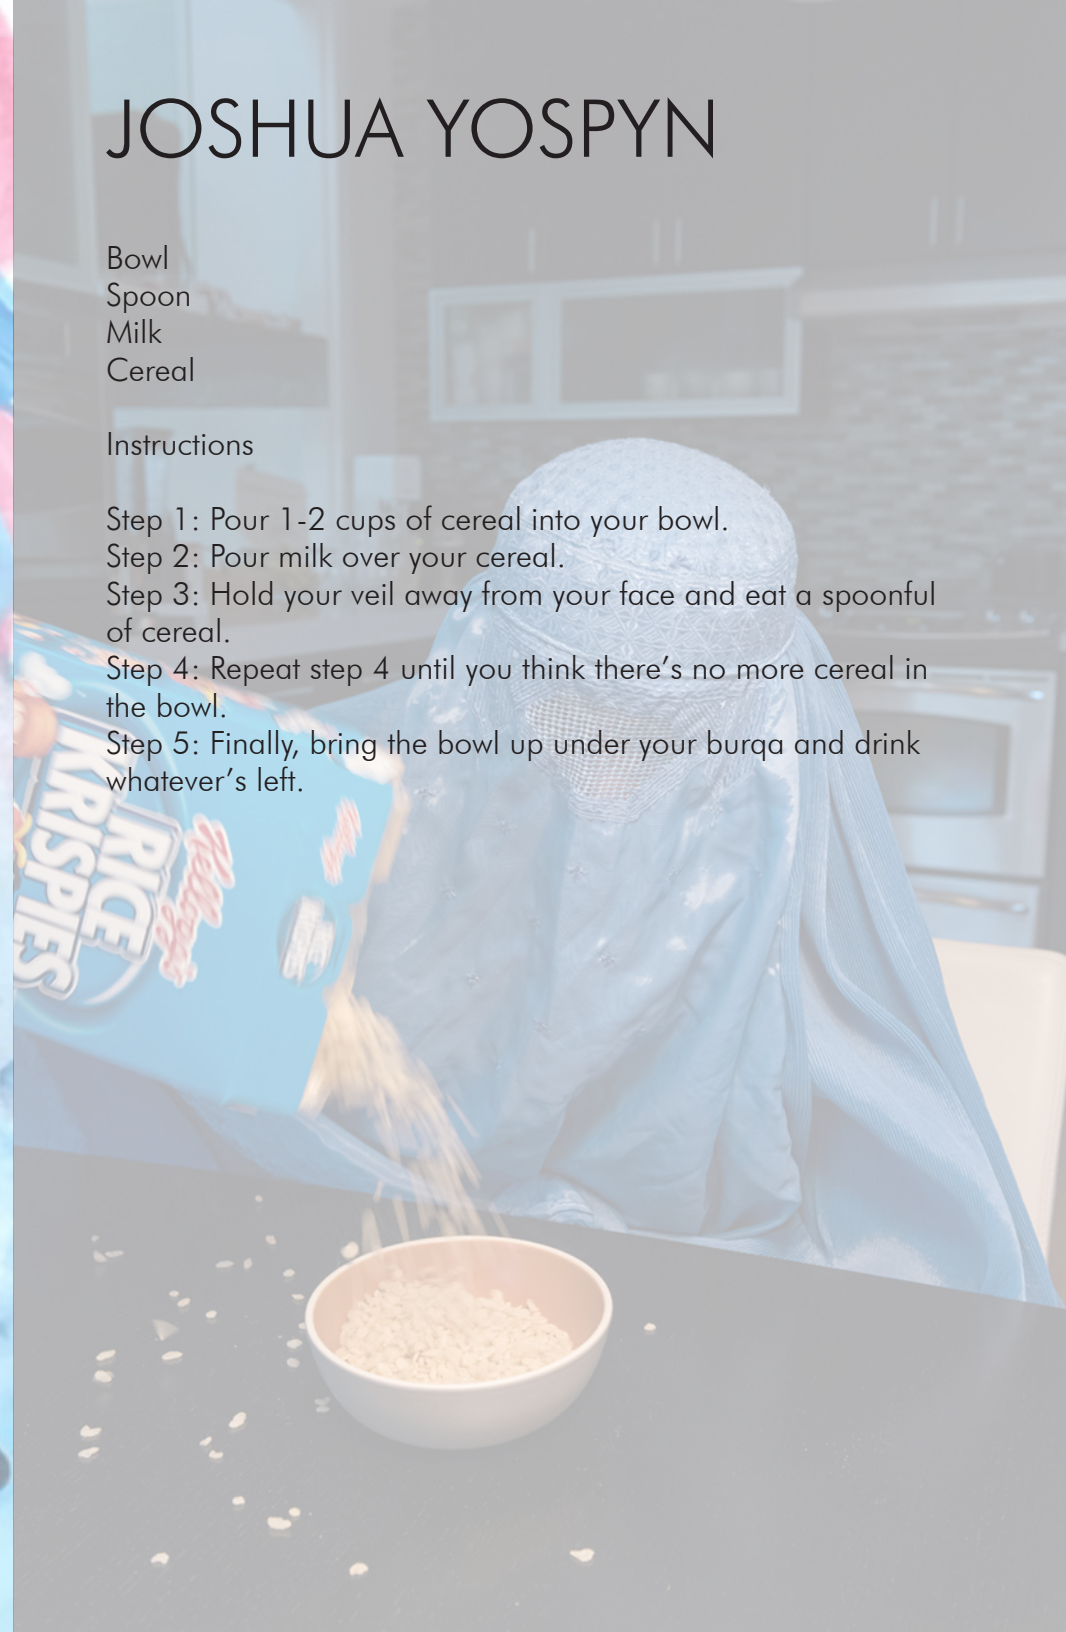 JOSHUA YOSPYN
Bowl
Spoon
Milk
Cereal
Instructions
Step 1: Pour 1-2 cups of cereal into your bowl.
Step 2: Pour milk over your cereal.
Step 3: Hold your veil away from your face and eat a spoonful
of cereal.
Step 4: Repeat step 4 until you think there’s no more cereal in
the bowl.
Step 5: Finally, bring the bowl up under your burqa and drink
whatever’s left.
Kellogg's
RICE
KRISPIES
Kellogg's